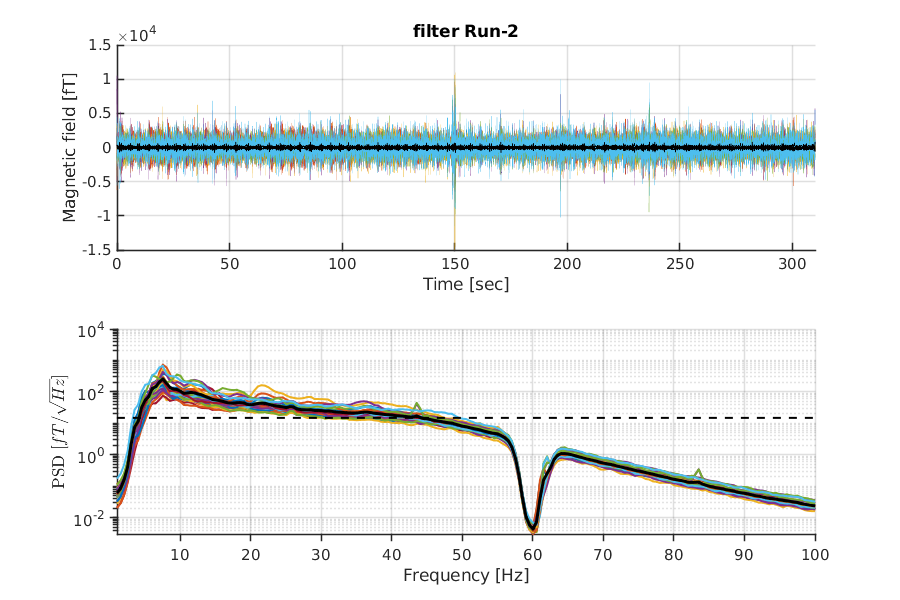 filter Run-2
×10⁴
1.5
1
0.5
0
-0.5
-1
-1.5
Magnetic field [fT]
0 50 100 150 200 250 300
Time [sec]
10⁴
10²
10⁰
10⁻²
PSD [fT/√Hz]
10 20 30 40 50 60 70 80 90 100
Frequency [Hz]